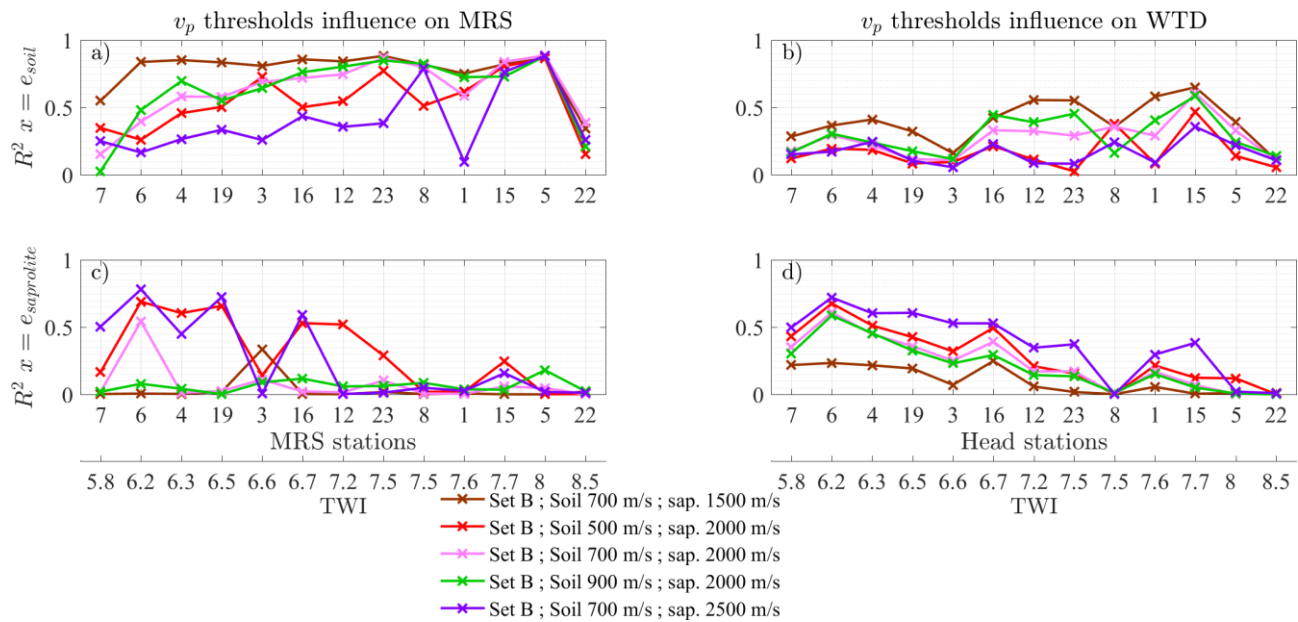 v_p thresholds influence on MRS
v_p thresholds influence on WTD
R² x = e_soil
1
0.5
0
a)
7 6 4 19 3 16 12 23 8 1 15 5 22
1
0.5
0
b)
7 6 4 19 3 16 12 23 8 1 15 5 22
R² x = e_saprolite
1
0.5
0
c)
7 6 4 19 3 16 12 23 8 1 15 5 22
MRS stations
5.8 6.2 6.3 6.5 6.6 6.7 7.2 7.5 7.5 7.6 7.7 8 8.5
TWI
1
0.5
0
d)
7 6 4 19 3 16 12 23 8 1 15 5 22
Head stations
5.8 6.2 6.3 6.5 6.6 6.7 7.2 7.5 7.5 7.6 7.7 8 8.5
TWI
Set B ; Soil 700 m/s ; sap. 1500 m/s
Set B ; Soil 500 m/s ; sap. 2000 m/s
Set B ; Soil 700 m/s ; sap. 2000 m/s
Set B ; Soil 900 m/s ; sap. 2000 m/s
Set B ; Soil 700 m/s ; sap. 2500 m/s